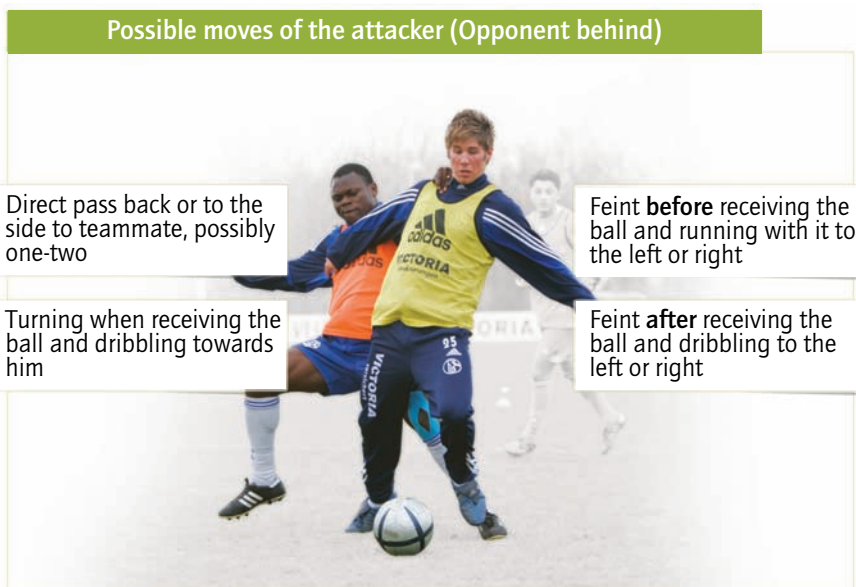 Possible moves of the attacker (Opponent behind)
Direct pass back or to the
side to teammate, possibly
one-two
Turning when receiving the
ball and dribbling towards
him
Feint before receiving the
ball and running with it to
the left or right
Feint after receiving the
ball and dribbling to the
left or right
adidas
VICTORIA
adidas
VICTORIA
25
VICTORIA